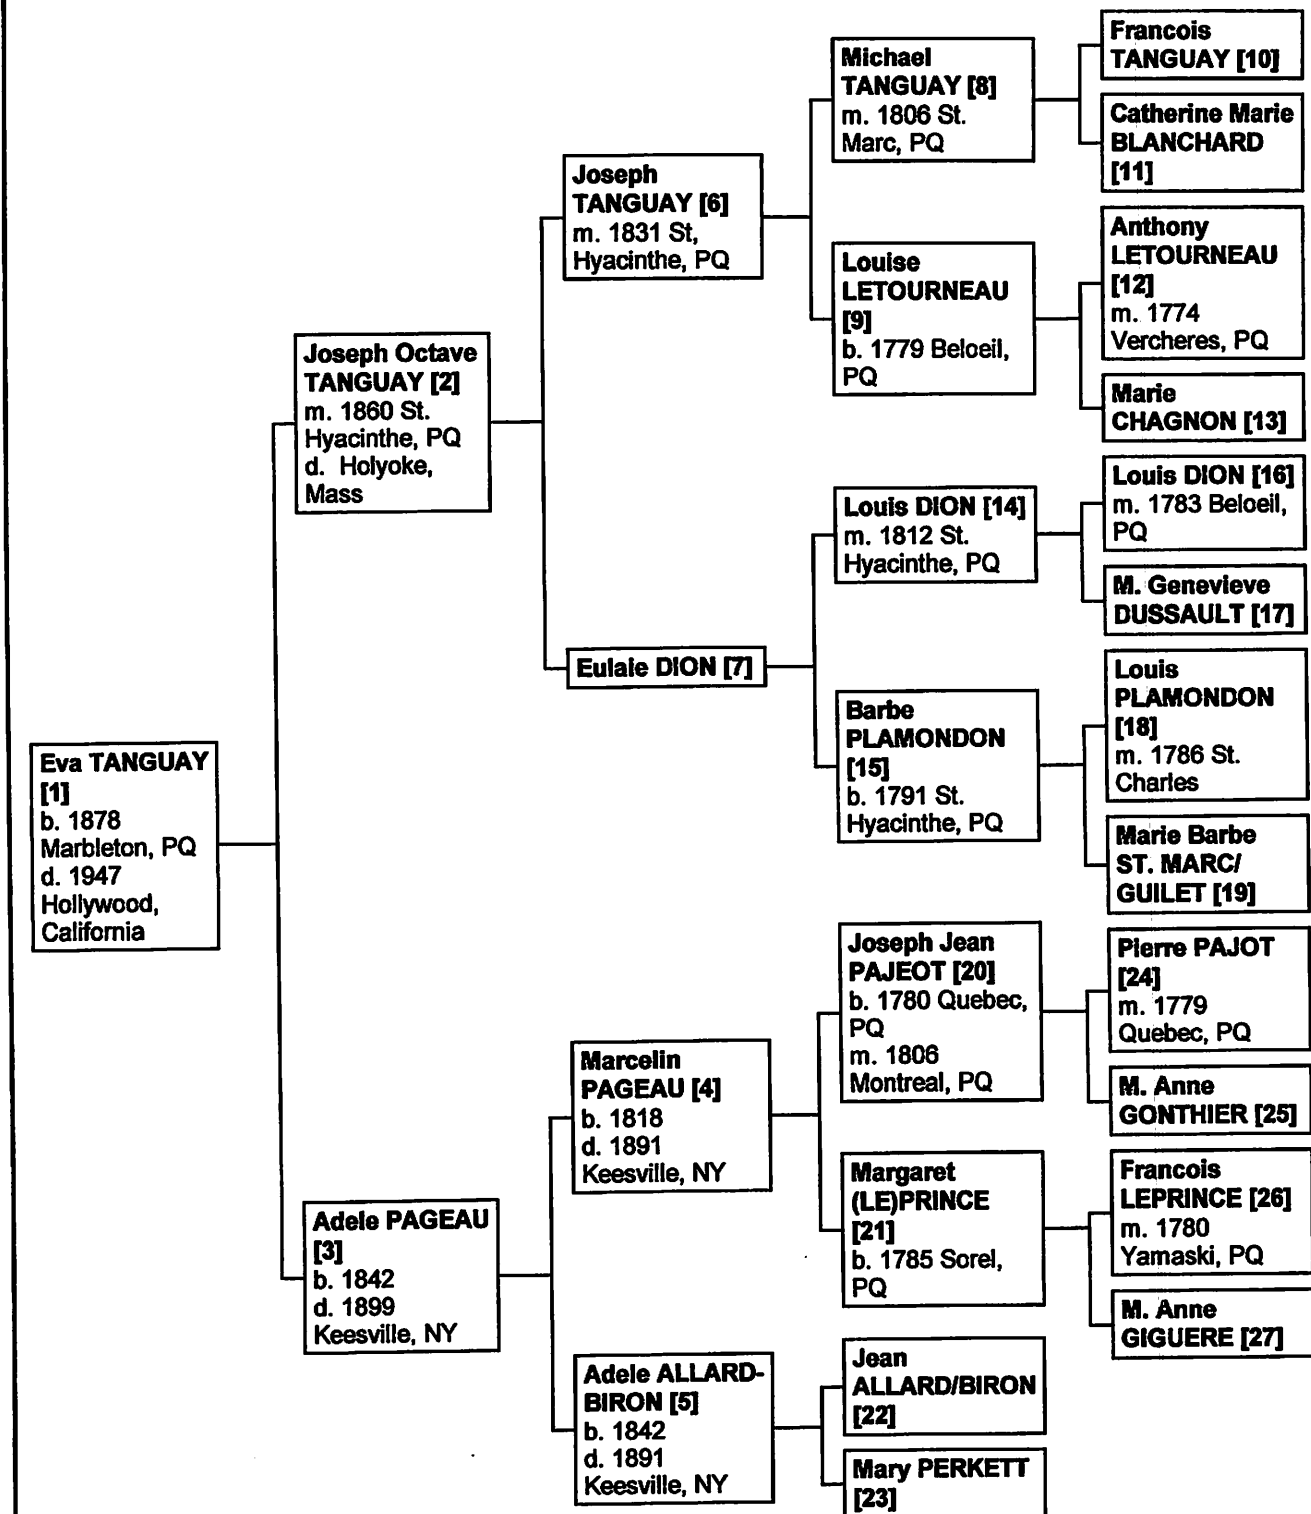 Eva TANGUAY
[1]
b. 1878
Marbleton, PQ
d. 1947
Hollywood,
California
Joseph Octave
TANGUAY [2]
m. 1860 St.
Hyacinthe, PQ
d. Holyoke,
Mass
Adele PAGEAU
[3]
b. 1842
d. 1899
Keesville, NY
Joseph
TANGUAY [6]
m. 1831 St,
Hyacinthe, PQ
Eulale DION [7]
Marcelin
PAGEAU [4]
b. 1818
d. 1891
Keesville, NY
Adele ALLARD-
BIRON [5]
b. 1842
d. 1891
Keesville, NY
Michael
TANGUAY [8]
m. 1806 St.
Marc, PQ
Louise
LETOURNEAU
[9]
b. 1779 Beloeil,
PQ
Louis DION [14]
m. 1812 St.
Hyacinthe, PQ
Barbe
PLAMONDON
[15]
b. 1791 St.
Hyacinthe, PQ
Joseph Jean
PAJEOT [20]
b. 1780 Quebec,
PQ
m. 1806
Montreal, PQ
Margaret
(LE)PRINCE
[21]
b. 1785 Sorel,
PQ
Jean
ALLARD/BIRON
[22]
Mary PERKETT
[23]
Francois
TANGUAY [10]
Catherine Marie
BLANCHARD
[11]
Anthony
LETOURNEAU
[12]
m. 1774
Vercheres, PQ
Marie
CHAGNON [13]
Louis DION [16]
m. 1783 Beloeil,
PQ
M. Genevieve
DUSSAULT [17]
Louis
PLAMONDON
[18]
m. 1786 St.
Charles
Marie Barbe
ST. MARC/
GUILET [19]
Pierre PAJOT
[24]
m. 1779
Quebec, PQ
M. Anne
GONTHIER [25]
Francois
LEPRINCE [26]
m. 1780
Yamaski, PQ
M. Anne
GIGUERE [27]